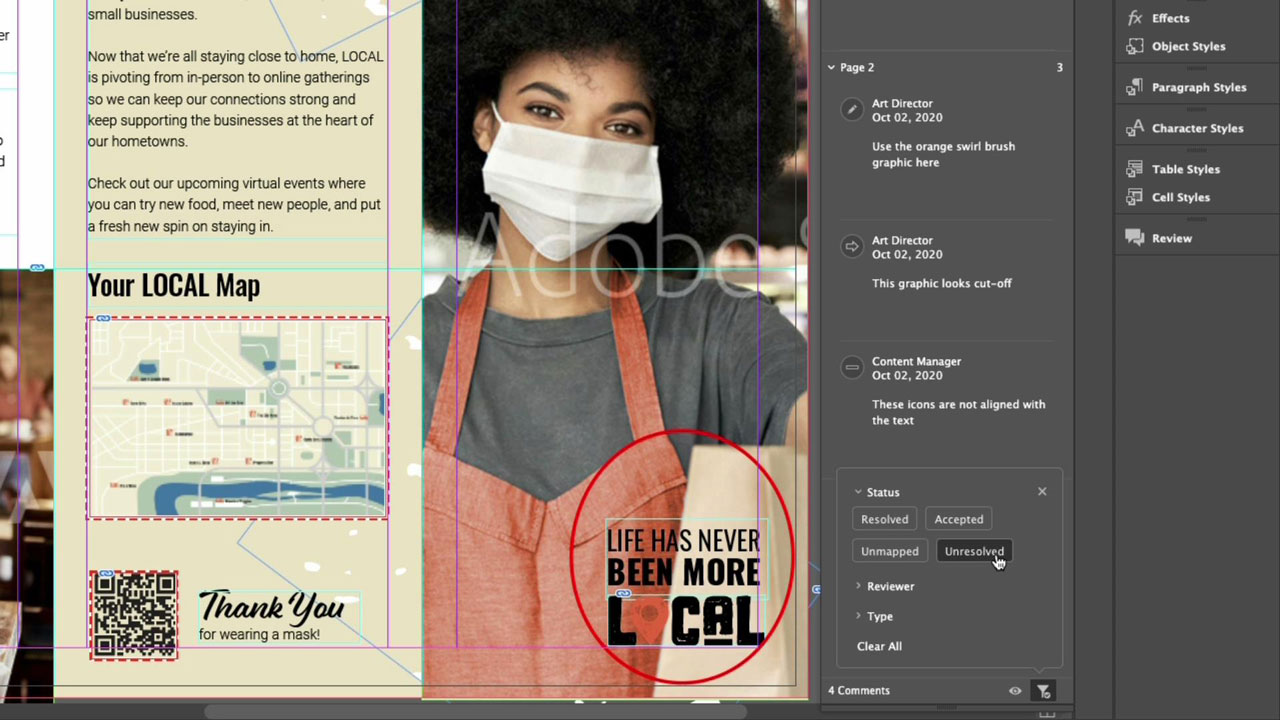 small businesses.
Now that we're all staying close to home, LOCAL
is pivoting from in-person to online gatherings
so we can keep our connections strong and
keep supporting the businesses at the heart of
our hometowns.
Check out our upcoming virtual events where
you can try new food, meet new people, and put
a fresh new spin on staying in.
Your LOCAL Map
Thank You
for wearing a mask!
Adobe
LIFE HAS NEVER
BEEN MORE
LOCAL
Page 2
3
Art Director
Oct 02, 2020
Use the orange swirl brush
graphic here
Art Director
Oct 02, 2020
This graphic looks cut-off
Content Manager
Oct 02, 2020
These icons are not aligned with
the text
Status
Resolved
Accepted
Unmapped
Unresolved
Reviewer
Type
Clear All
4 Comments
fx
Effects
Object Styles
Paragraph Styles
Character Styles
Table Styles
Cell Styles
Review